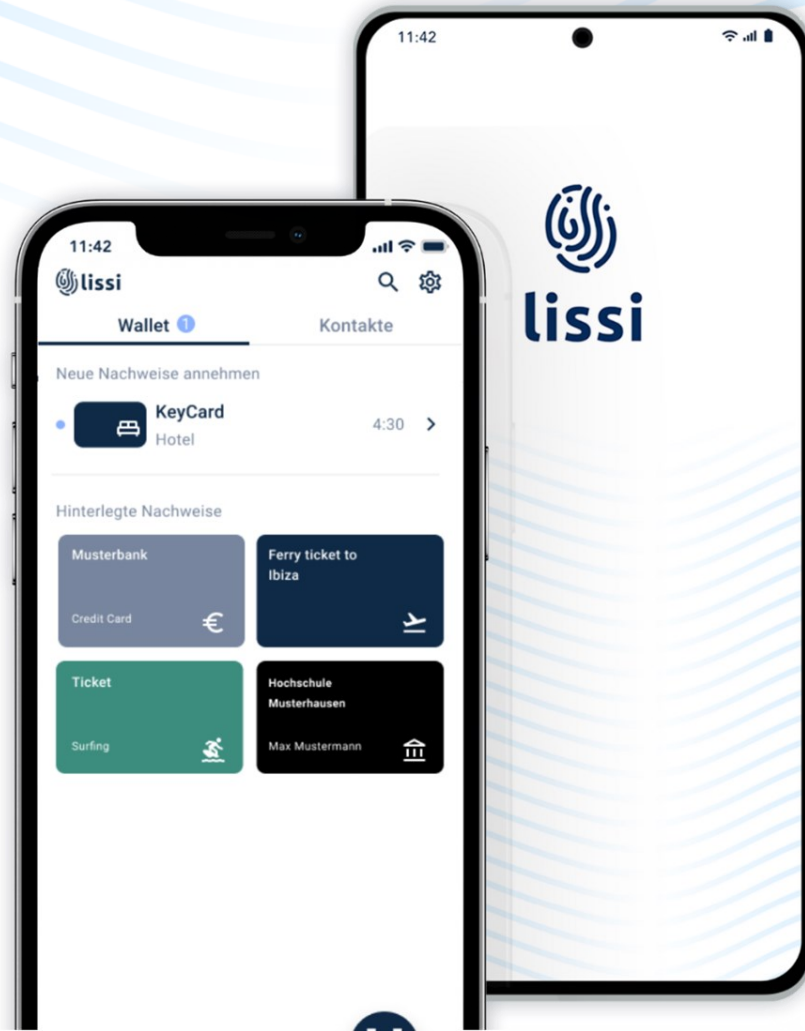 11:42
lissi
11:42
lissi
Wallet 1
Kontakte
Neue Nachweise annehmen
KeyCard
Hotel
4:30
Hinterlegte Nachweise
Musterbank
Credit Card
€
Ferry ticket to
Ibiza
Ticket
Surfing
Hochschule
Musterhausen
Max Mustermann